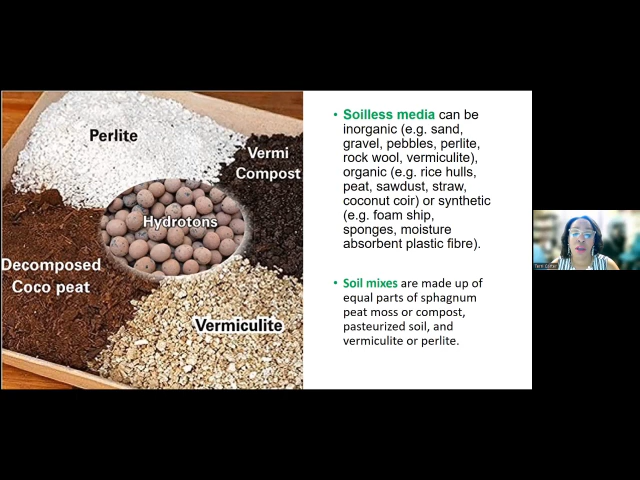 Perlite
Vermi
Compost
Hydrotons
Decomposed
Coco peat
Vermiculite
• Soilless media can be
inorganic (e.g. sand,
gravel, pebbles, perlite,
rock wool, vermiculite),
organic (e.g. rice hulls,
peat, sawdust, straw,
coconut coir) or synthetic
(e.g. foam ship,
sponges, moisture
absorbent plastic fibre).
• Soil mixes are made up of
equal parts of sphagnum
peat moss or compost,
pasteurized soil, and
vermiculite or perlite.